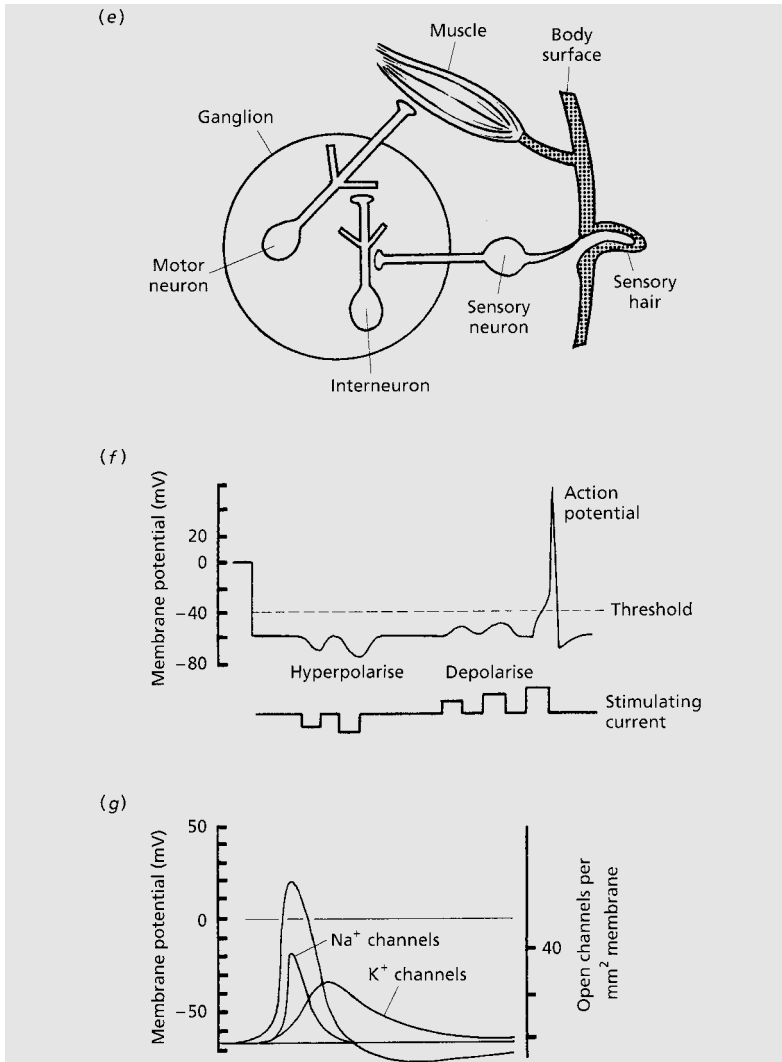 (e)
Muscle
Body
surface
Ganglion
Motor
neuron
Sensory
neuron
Sensory
hair
Interneuron
(f)
Membrane potential (mV)
20
0
−40
−80
Action
potential
Threshold
Hyperpolarise
Depolarise
Stimulating
current
(g)
Membrane potential (mV)
50
0
−50
Na⁺ channels
K⁺ channels
40
Open channels per
mm² membrane